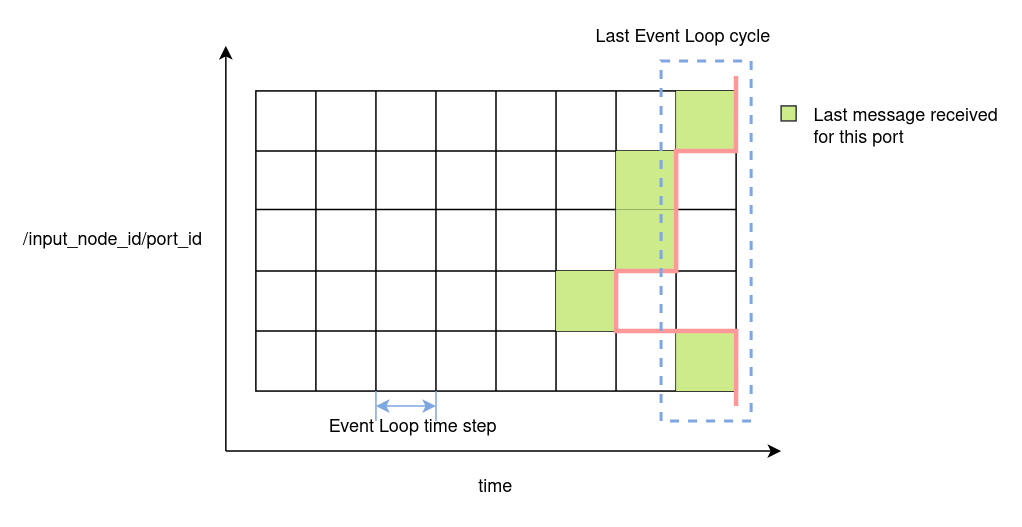 Last Event Loop cycle
Last message received
for this port
/input_node_id/port_id
Event Loop time step
time